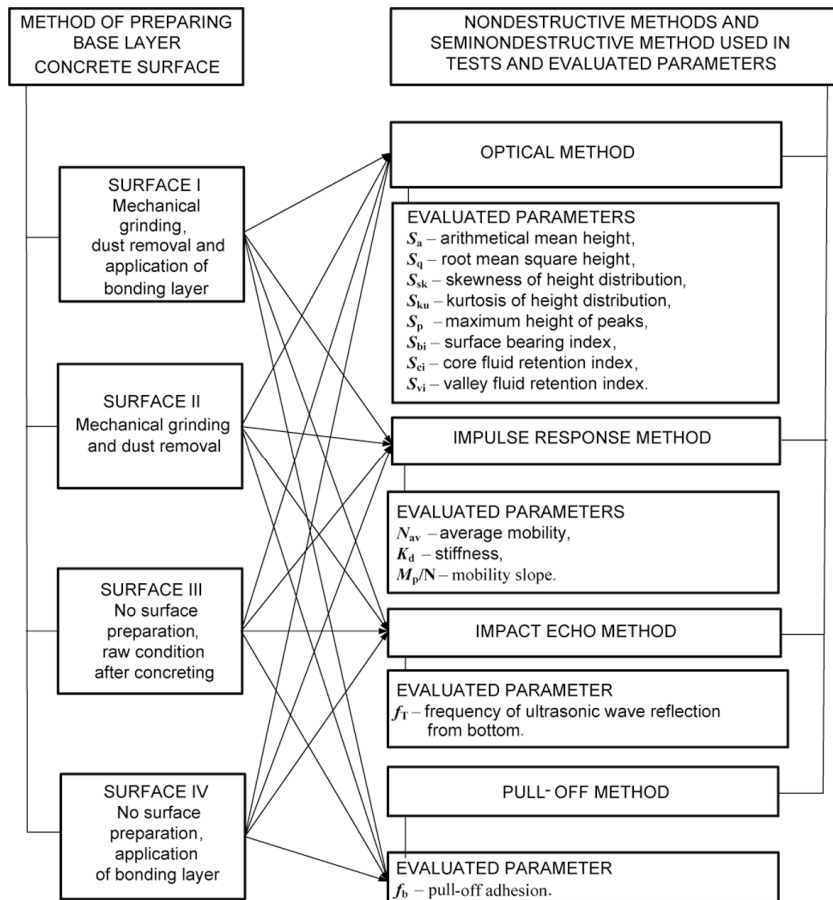 METHOD OF PREPARING
BASE LAYER
CONCRETE SURFACE
SURFACE I
Mechanical
grinding,
dust removal and
application of
bonding layer
SURFACE II
Mechanical grinding
and dust removal
SURFACE III
No surface
preparation,
raw condition
after concreting
SURFACE IV
No surface
preparation,
application
of bonding layer
NONDESTRUCTIVE METHODS AND
SEMINONDESTRUCTIVE METHOD USED IN
TESTS AND EVALUATED PARAMETERS
OPTICAL METHOD
EVALUATED PARAMETERS
Sa – arithmetical mean height,
Sq – root mean square height,
Ssk – skewness of height distribution,
Sku – kurtosis of height distribution,
Sp – maximum height of peaks,
Sbi – surface bearing index,
Sci – core fluid retention index,
Svi – valley fluid retention index.
IMPULSE RESPONSE METHOD
EVALUATED PARAMETERS
Nav – average mobility,
Kd – stiffness,
Mp/N – mobility slope.
IMPACT ECHO METHOD
EVALUATED PARAMETER
fT – frequency of ultrasonic wave reflection
from bottom.
PULL-OFF METHOD
EVALUATED PARAMETER
fb – pull-off adhesion.